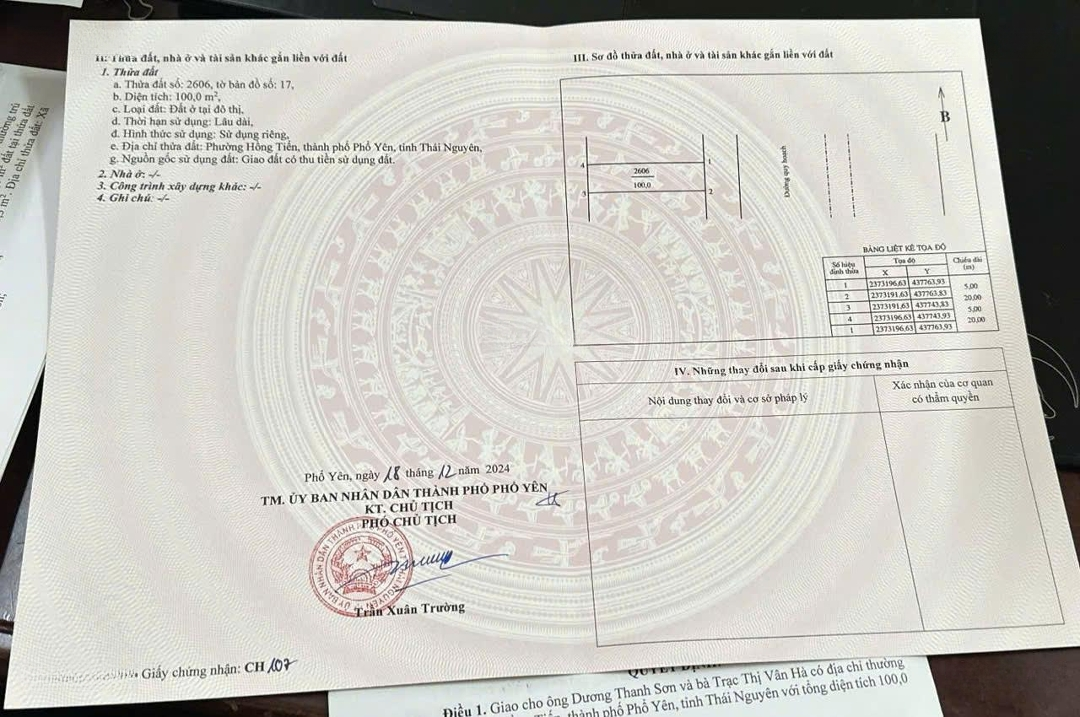 II. Thửa đất, nhà ở và tài sản khác gắn liền với đất
1. Thửa đất
a. Thửa đất số: 2606, tờ bản đồ số: 17,
b. Diện tích: 100,0 m²,
c. Loại đất: Đất ở tại đô thị,
d. Thời hạn sử dụng: Lâu dài,
đ. Hình thức sử dụng: Sử dụng riêng,
e. Địa chỉ thửa đất: Phường Hồng Tiến, thành phố Phổ Yên, tỉnh Thái Nguyên,
g. Nguồn gốc sử dụng đất: Giao đất có thu tiền sử dụng đất.
2. Nhà ở: -/-
3. Công trình xây dựng khác: -/-
4. Ghi chú: -/-
Phổ Yên, ngày 18 tháng 12 năm 2024
TM. ỦY BAN NHÂN DÂN THÀNH PHỐ PHỔ YÊN
KT. CHỦ TỊCH
PHÓ CHỦ TỊCH
Trần Xuân Trường
Giấy chứng nhận: CH 107
III. Sơ đồ thửa đất, nhà ở và tài sản khác gắn liền với đất
B
Đường quy hoạch
4 1
2606
100,0
3 2
BẢNG LIỆT KÊ TỌA ĐỘ
Số hiệu đỉnh thửa Tọa độ Chiều dài (m)
X Y
1 2373196,63 437763,93
5,00
2 2373191,63 437763,83
20,00
3 2373191,63 437743,83
5,00
4 2373196,63 437743,93
20,00
1 2373196,63 437763,93
IV. Những thay đổi sau khi cấp giấy chứng nhận
Nội dung thay đổi và cơ sở pháp lý
Xác nhận của cơ quan
có thẩm quyền
QUYẾT ĐỊNH
Điều 1. Giao cho ông Dương Thanh Sơn và bà Trạc Thị Vân Hà có địa chỉ thường
thành phố Phổ Yên, tỉnh Thái Nguyên với tổng diện tích 100,0